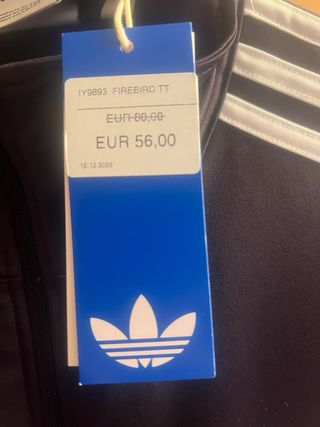 IY9893 FIREBIRD TT
EUR 80,00
EUR 56,00
16.12.2025